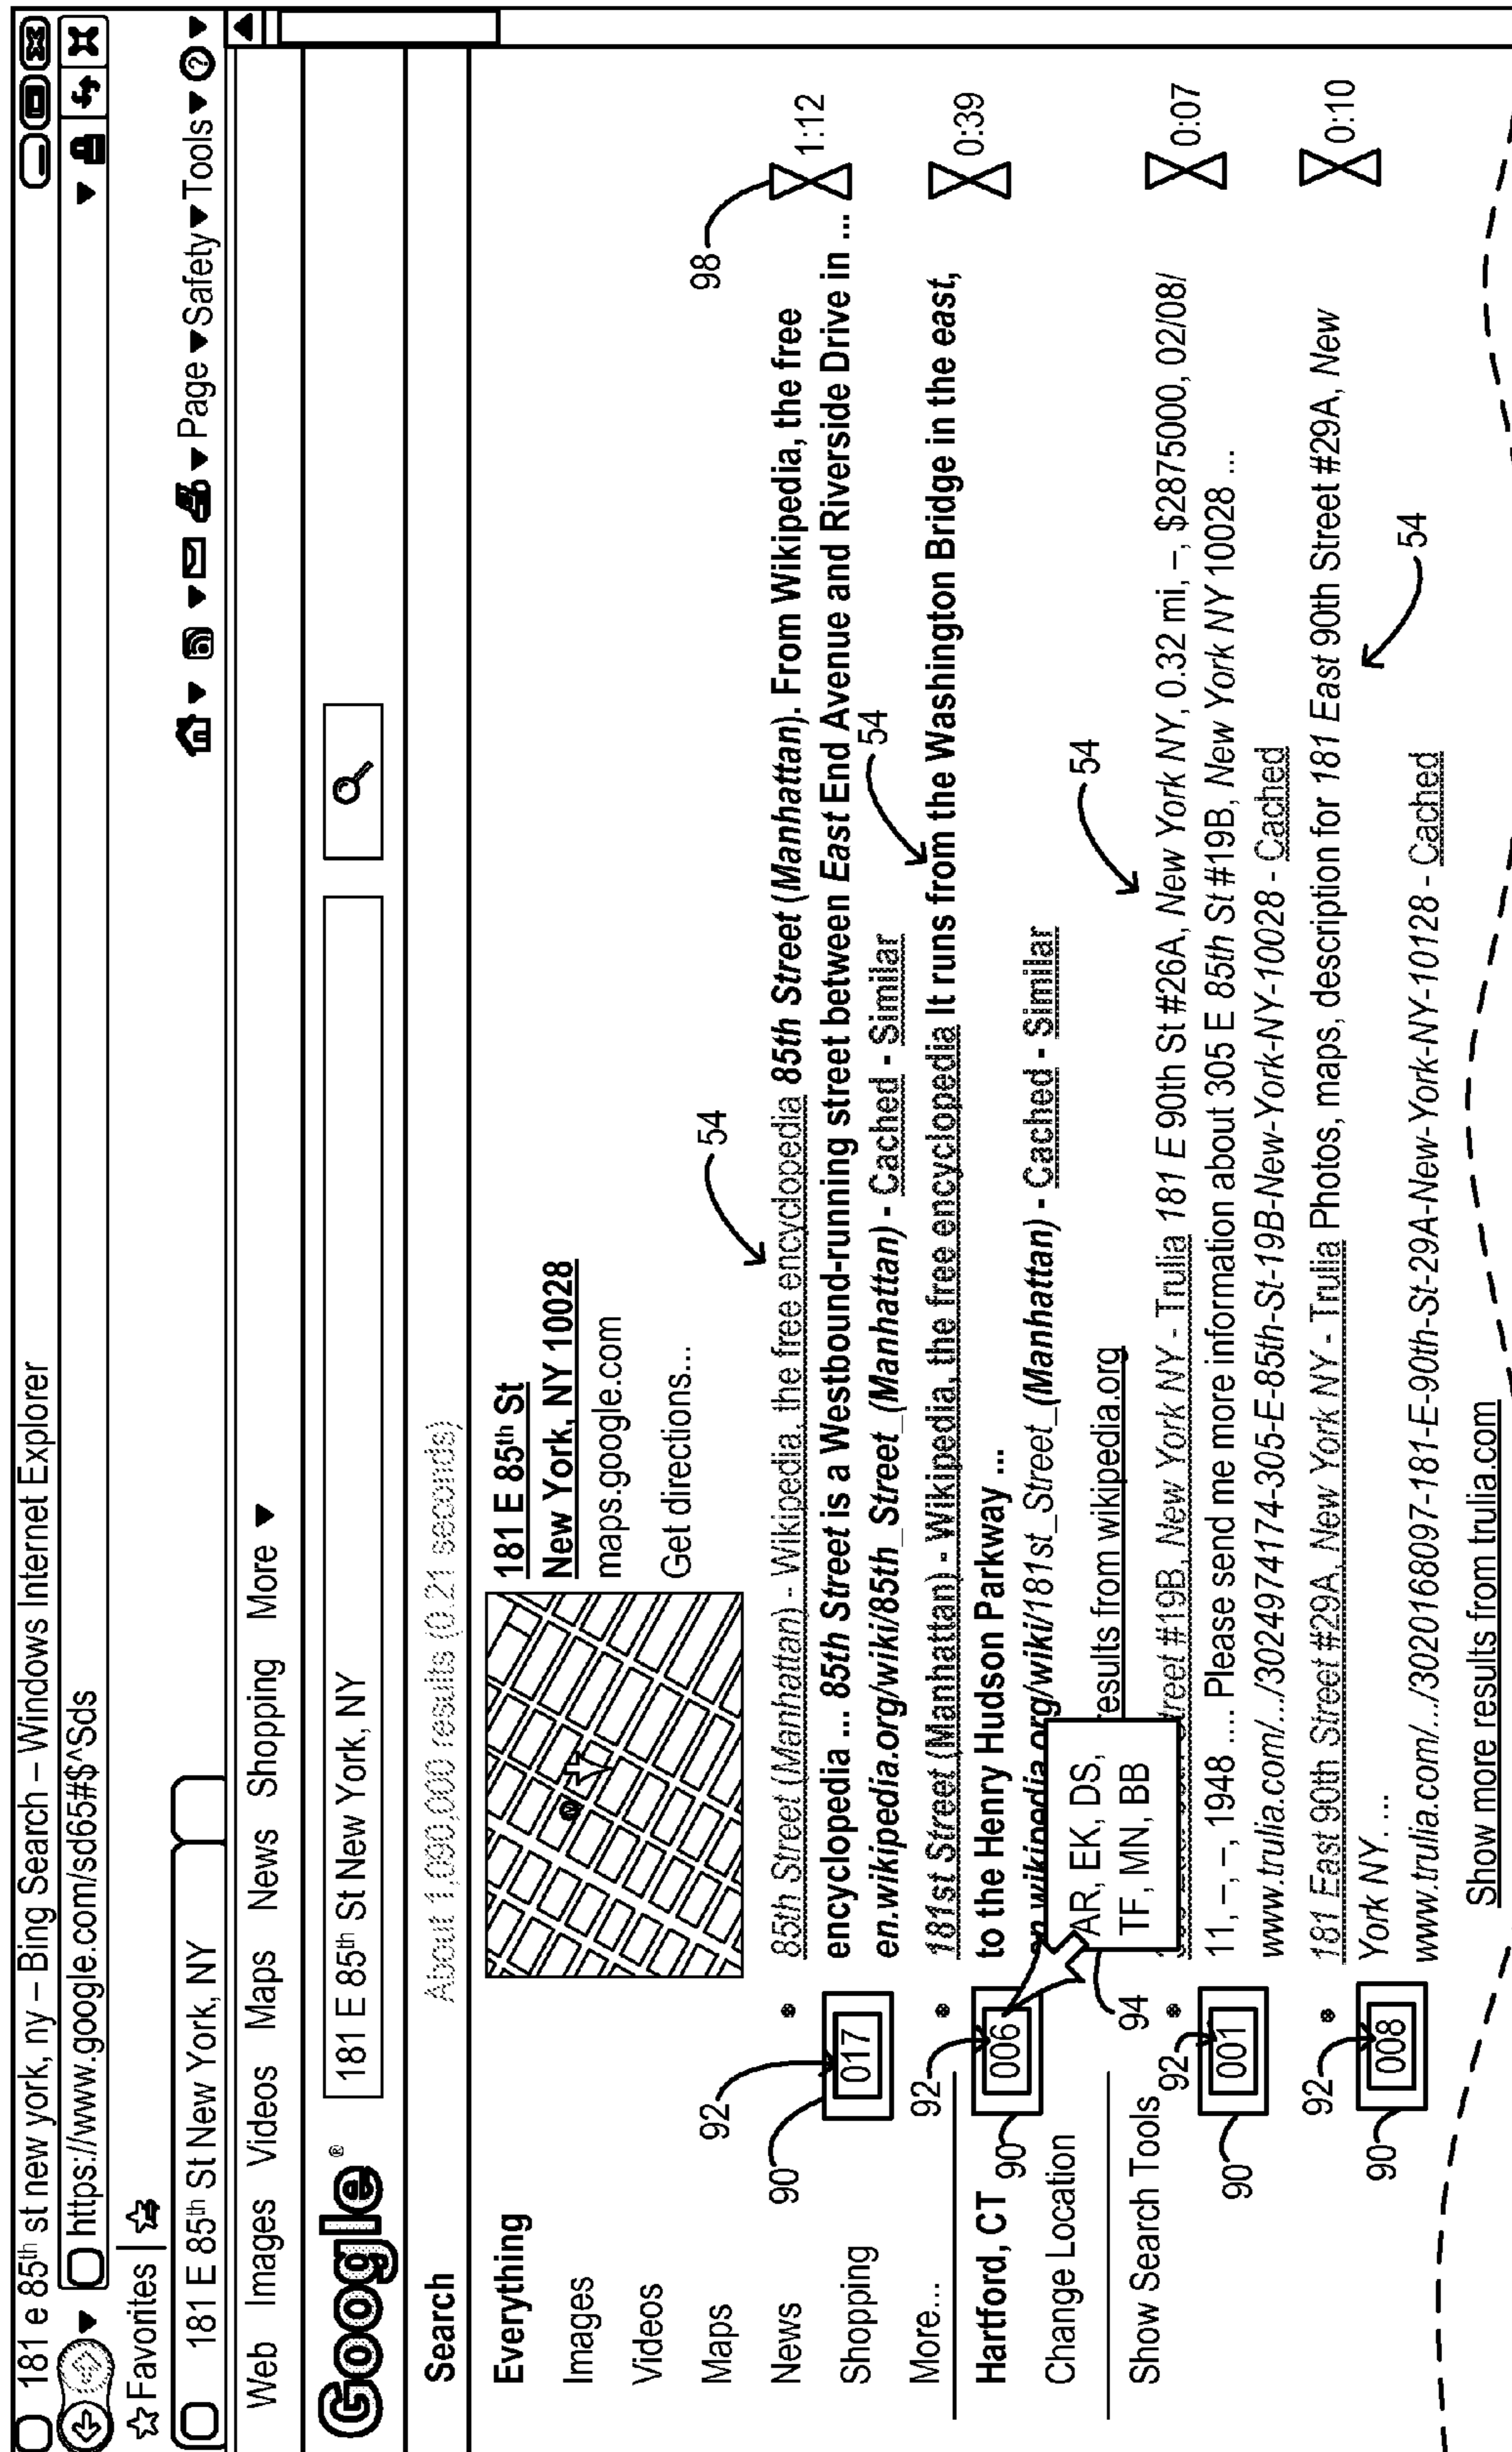 181 e 85th st new york, ny – Bing Search – Windows Internet Explorer
https://www.google.com/sd65#$^Sds
Favorites
181 E 85th St New York, NY
Page Safety Tools ?
Web Images Videos Maps News Shopping More
Google ®
181 E 85th St New York, NY
Search
About 1,090,000 results (0.21 seconds)
Everything
Images
Videos
Maps
News
Shopping
More...
Hartford, CT
Change Location
Show Search Tools
181 E 85th St
New York, NY 10028
maps.google.com
Get directions...
54
98
92
90
017
85th Street (Manhattan) - Wikipedia, the free encyclopedia 85th Street (Manhattan). From Wikipedia, the free
1:12
encyclopedia ... 85th Street is a Westbound-running street between East End Avenue and Riverside Drive in ...
en.wikipedia.org/wiki/85th_Street_(Manhattan) - Cached - Similar
54
92
90
006
181st Street (Manhattan) - Wikipedia, the free encyclopedia It runs from the Washington Bridge in the east,
0:39
to the Henry Hudson Parkway ...
en.wikipedia.org/wiki/181st_Street_(Manhattan) - Cached - Similar
AR, EK, DS,
TF, MN, BB
94
results from wikipedia.org
54
92
90
001
#19B, New York NY - Trulia 181 E 90th St #26A, New York NY, 0.32 mi, –, $2875000, 02/08/
0:07
11, –, –, 1948 .... Please send me more information about 305 E 85th St #19B, New York NY 10028 ...
www.trulia.com/.../3024974174-305-E-85th-St-19B-New-York-NY-10028 - Cached
92
90
008
181 East 90th Street #29A, New York NY - Trulia Photos, maps, description for 181 East 90th Street #29A, New
0:10
York NY ...
54
www.trulia.com/.../3020168097-181-E-90th-St-29A-New-York-NY-10128 - Cached
Show more results from trulia.com